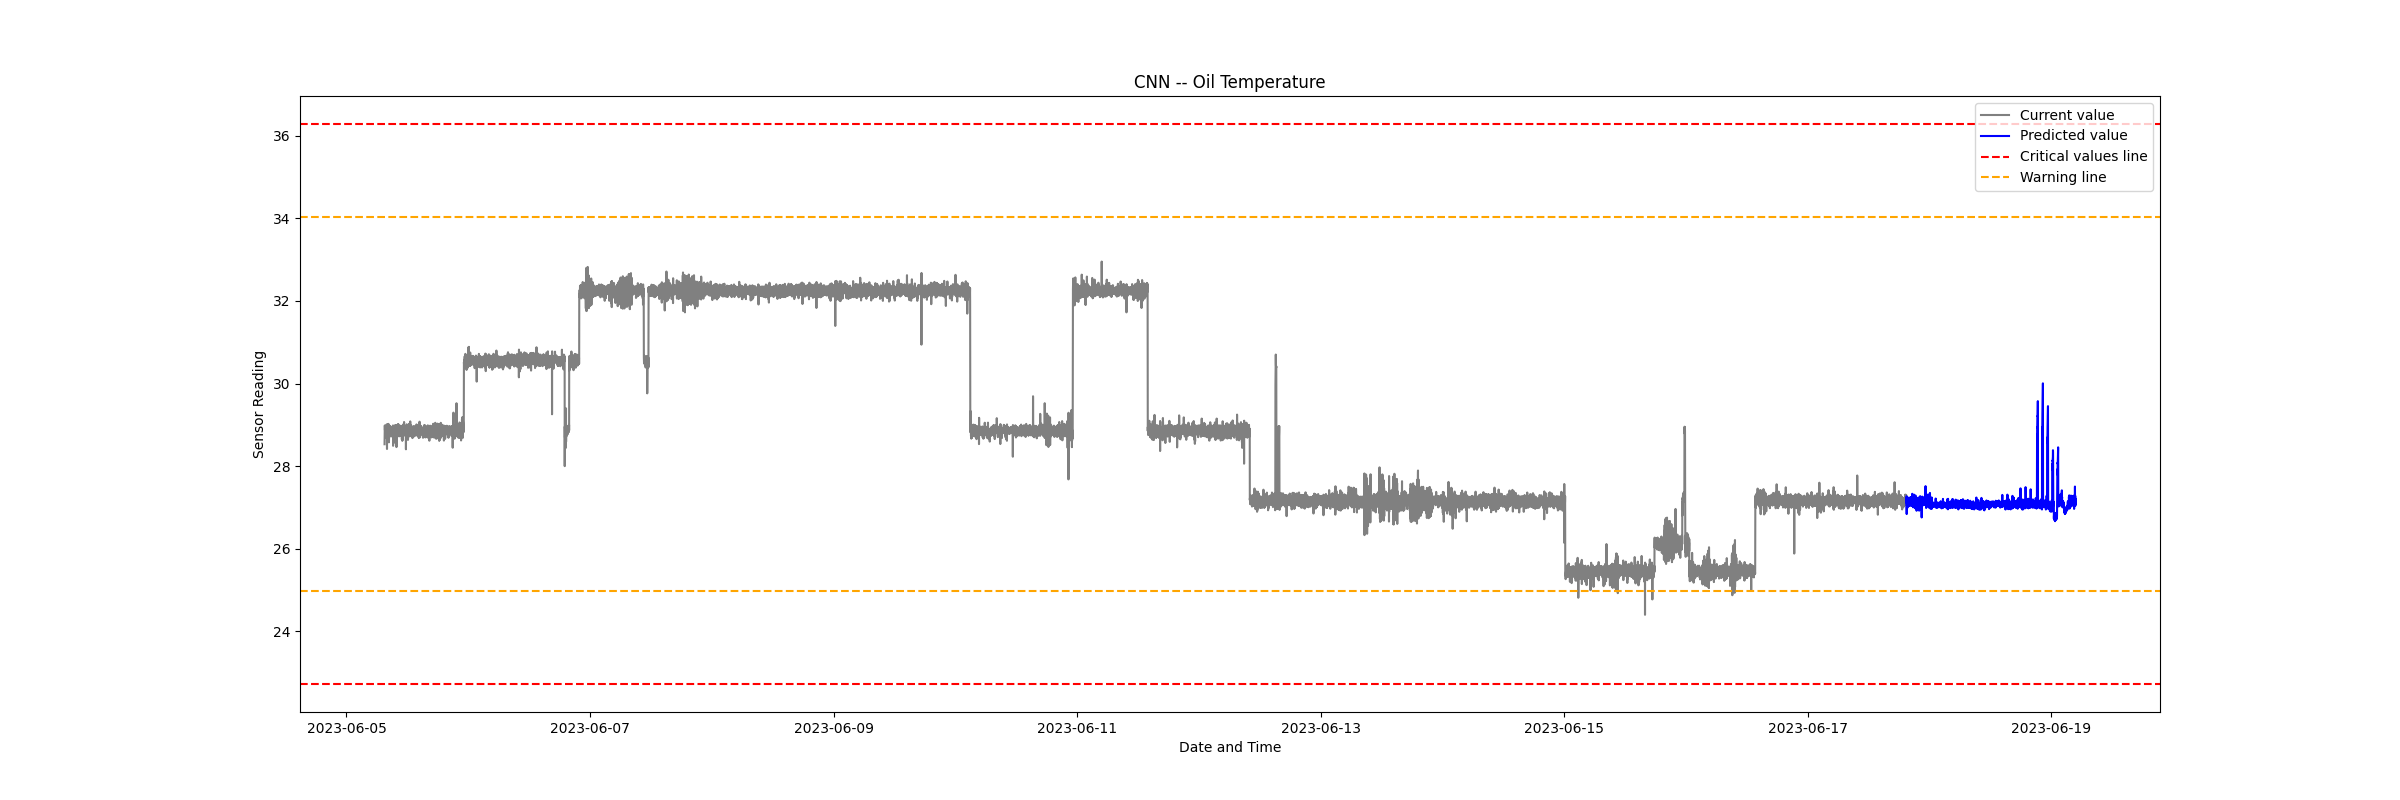 CNN -- Oil Temperature
Current value
Predicted value
Critical values line
Warning line
Sensor Reading
36
34
32
30
28
26
24
2023-06-05
2023-06-07
2023-06-09
2023-06-11
2023-06-13
2023-06-15
2023-06-17
2023-06-19
Date and Time